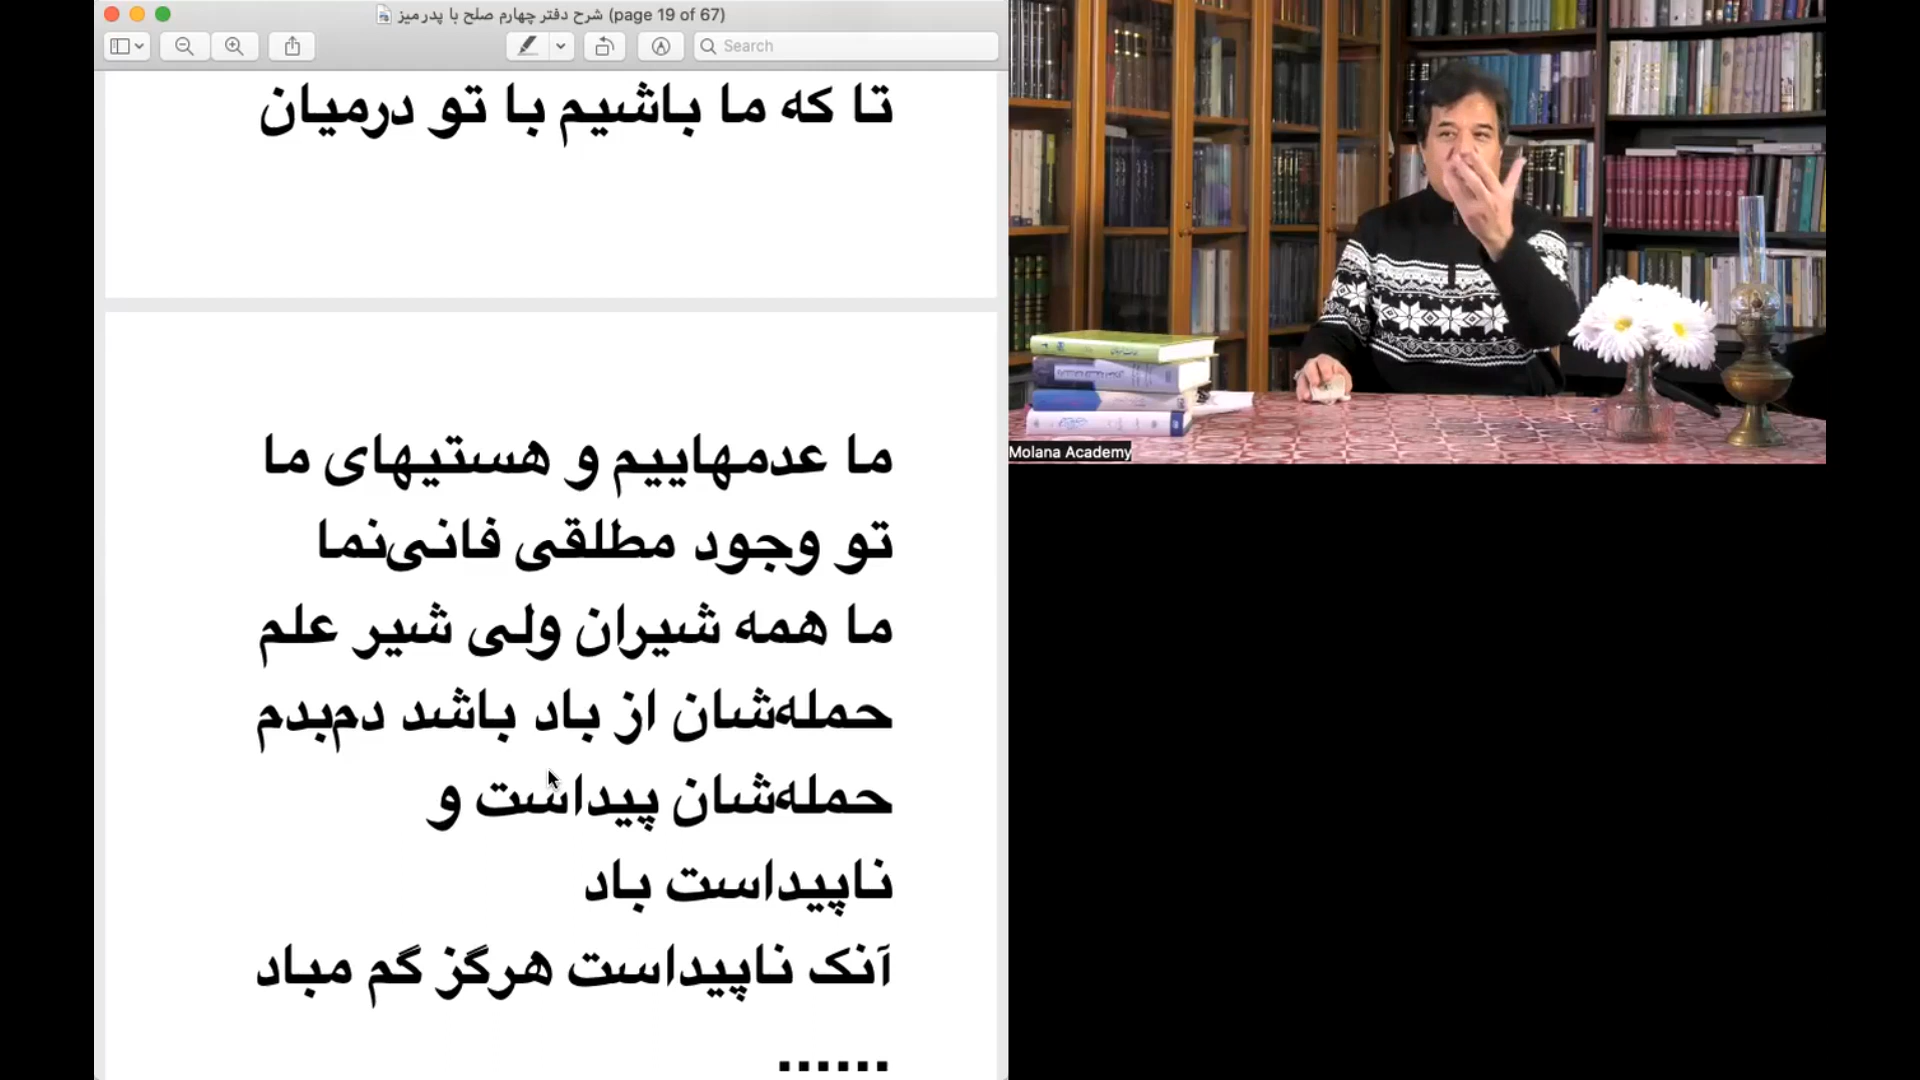 شرح دفتر چهارم صلح با پدر میز (page 19 of 67)
Search
تا که ما باشیم با تو درمیان
ما عدمهاییم و هستیهای ما
تو وجود مطلقی فانی‌نما
ما همه شیران ولی شیر علم
حمله‌شان از باد باشد دم‌بدم
حمله‌شان پیداست و
ناپیداست باد
آنک ناپیداست هرگز گم مباد
......
Molana Academy